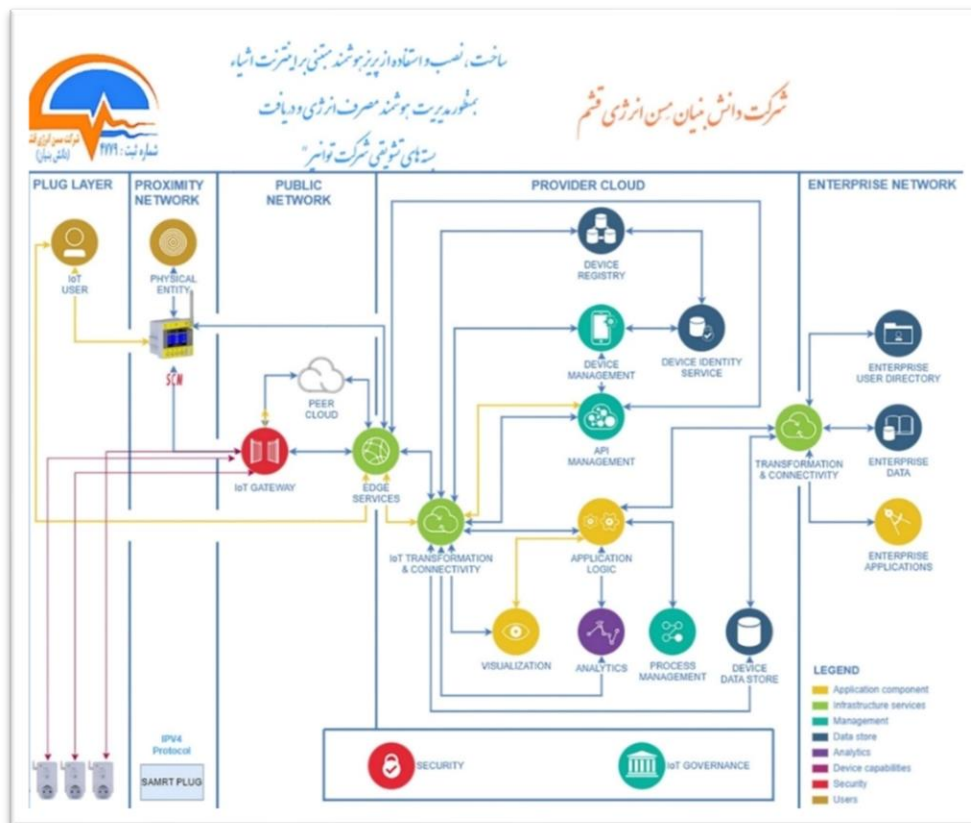 ساخت، نصب و استفاده از پریز هوشمند مبتنی بر اینترنت اشیاء
بمنظور مدیریت هوشمند مصرف انرژی و دریافت
بسته های تشویقی شرکت توانیر"
شرکت دانش بنیان مسن انرژی قشم
شرکت مسن انرژی
(دانش بنیان)
شماره ثبت : ۴۷۷۹
PLUG LAYER
PROXIMITY
NETWORK
PUBLIC
NETWORK
PROVIDER CLOUD
ENTERPRISE NETWORK
IoT
USER
PHYSICAL
ENTITY
SCM
PEER
CLOUD
IoT GATEWAY
EDGE
SERVICES
DEVICE
REGISTRY
DEVICE
MANAGEMENT
DEVICE IDENTITY
SERVICE
API
MANAGEMENT
IoT TRANSFORMATION
& CONNECTIVITY
APPLICATION
LOGIC
VISUALIZATION
ANALYTICS
PROCESS
MANAGEMENT
DEVICE
DATA STORE
TRANSFORMATION
& CONNECTIVITY
ENTERPRISE
USER DIRECTORY
ENTERPRISE
DATA
ENTERPRISE
APPLICATIONS
IPV4
Protocol
SAMRT PLUG
SECURITY
IoT GOVERNANCE
LEGEND
Application component
Infrastructure services
Management
Data store
Analytics
Device capabilities
Security
Users